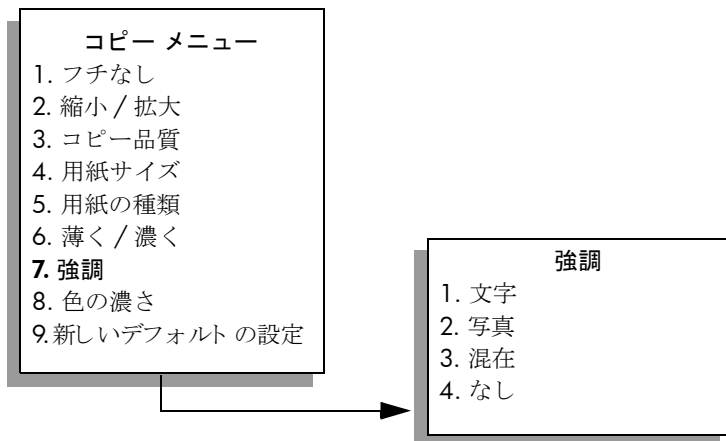 コピー メニュー
1. フチなし
2. 縮小 / 拡大
3. コピー品質
4. 用紙サイズ
5. 用紙の種類
6. 薄く / 濃く
7. 強調
8. 色の濃さ
9.新しいデフォルト の設定
強調
1. 文字
2. 写真
3. 混在
4. なし